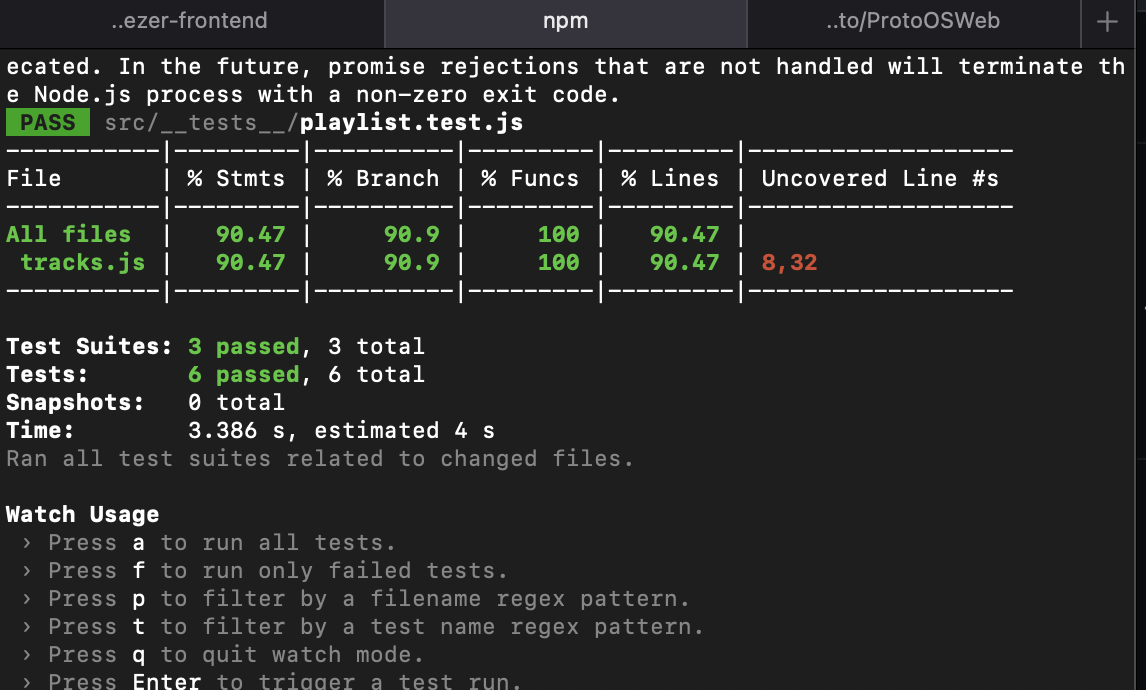 ..ezer-frontend npm ..to/ProtoOSWeb +
ecated. In the future, promise rejections that are not handled will terminate th
e Node.js process with a non-zero exit code.
PASS src/__tests__/playlist.test.js
-----------|---------|----------|---------|---------|-------------------
File | % Stmts | % Branch | % Funcs | % Lines | Uncovered Line #s
-----------|---------|----------|---------|---------|-------------------
All files | 90.47 | 90.9 | 100 | 90.47 |
tracks.js | 90.47 | 90.9 | 100 | 90.47 | 8,32
-----------|---------|----------|---------|---------|-------------------
Test Suites: 3 passed, 3 total
Tests: 6 passed, 6 total
Snapshots: 0 total
Time: 3.386 s, estimated 4 s
Ran all test suites related to changed files.
Watch Usage
› Press a to run all tests.
› Press f to run only failed tests.
› Press p to filter by a filename regex pattern.
› Press t to filter by a test name regex pattern.
› Press q to quit watch mode.
› Press Enter to trigger a test run.